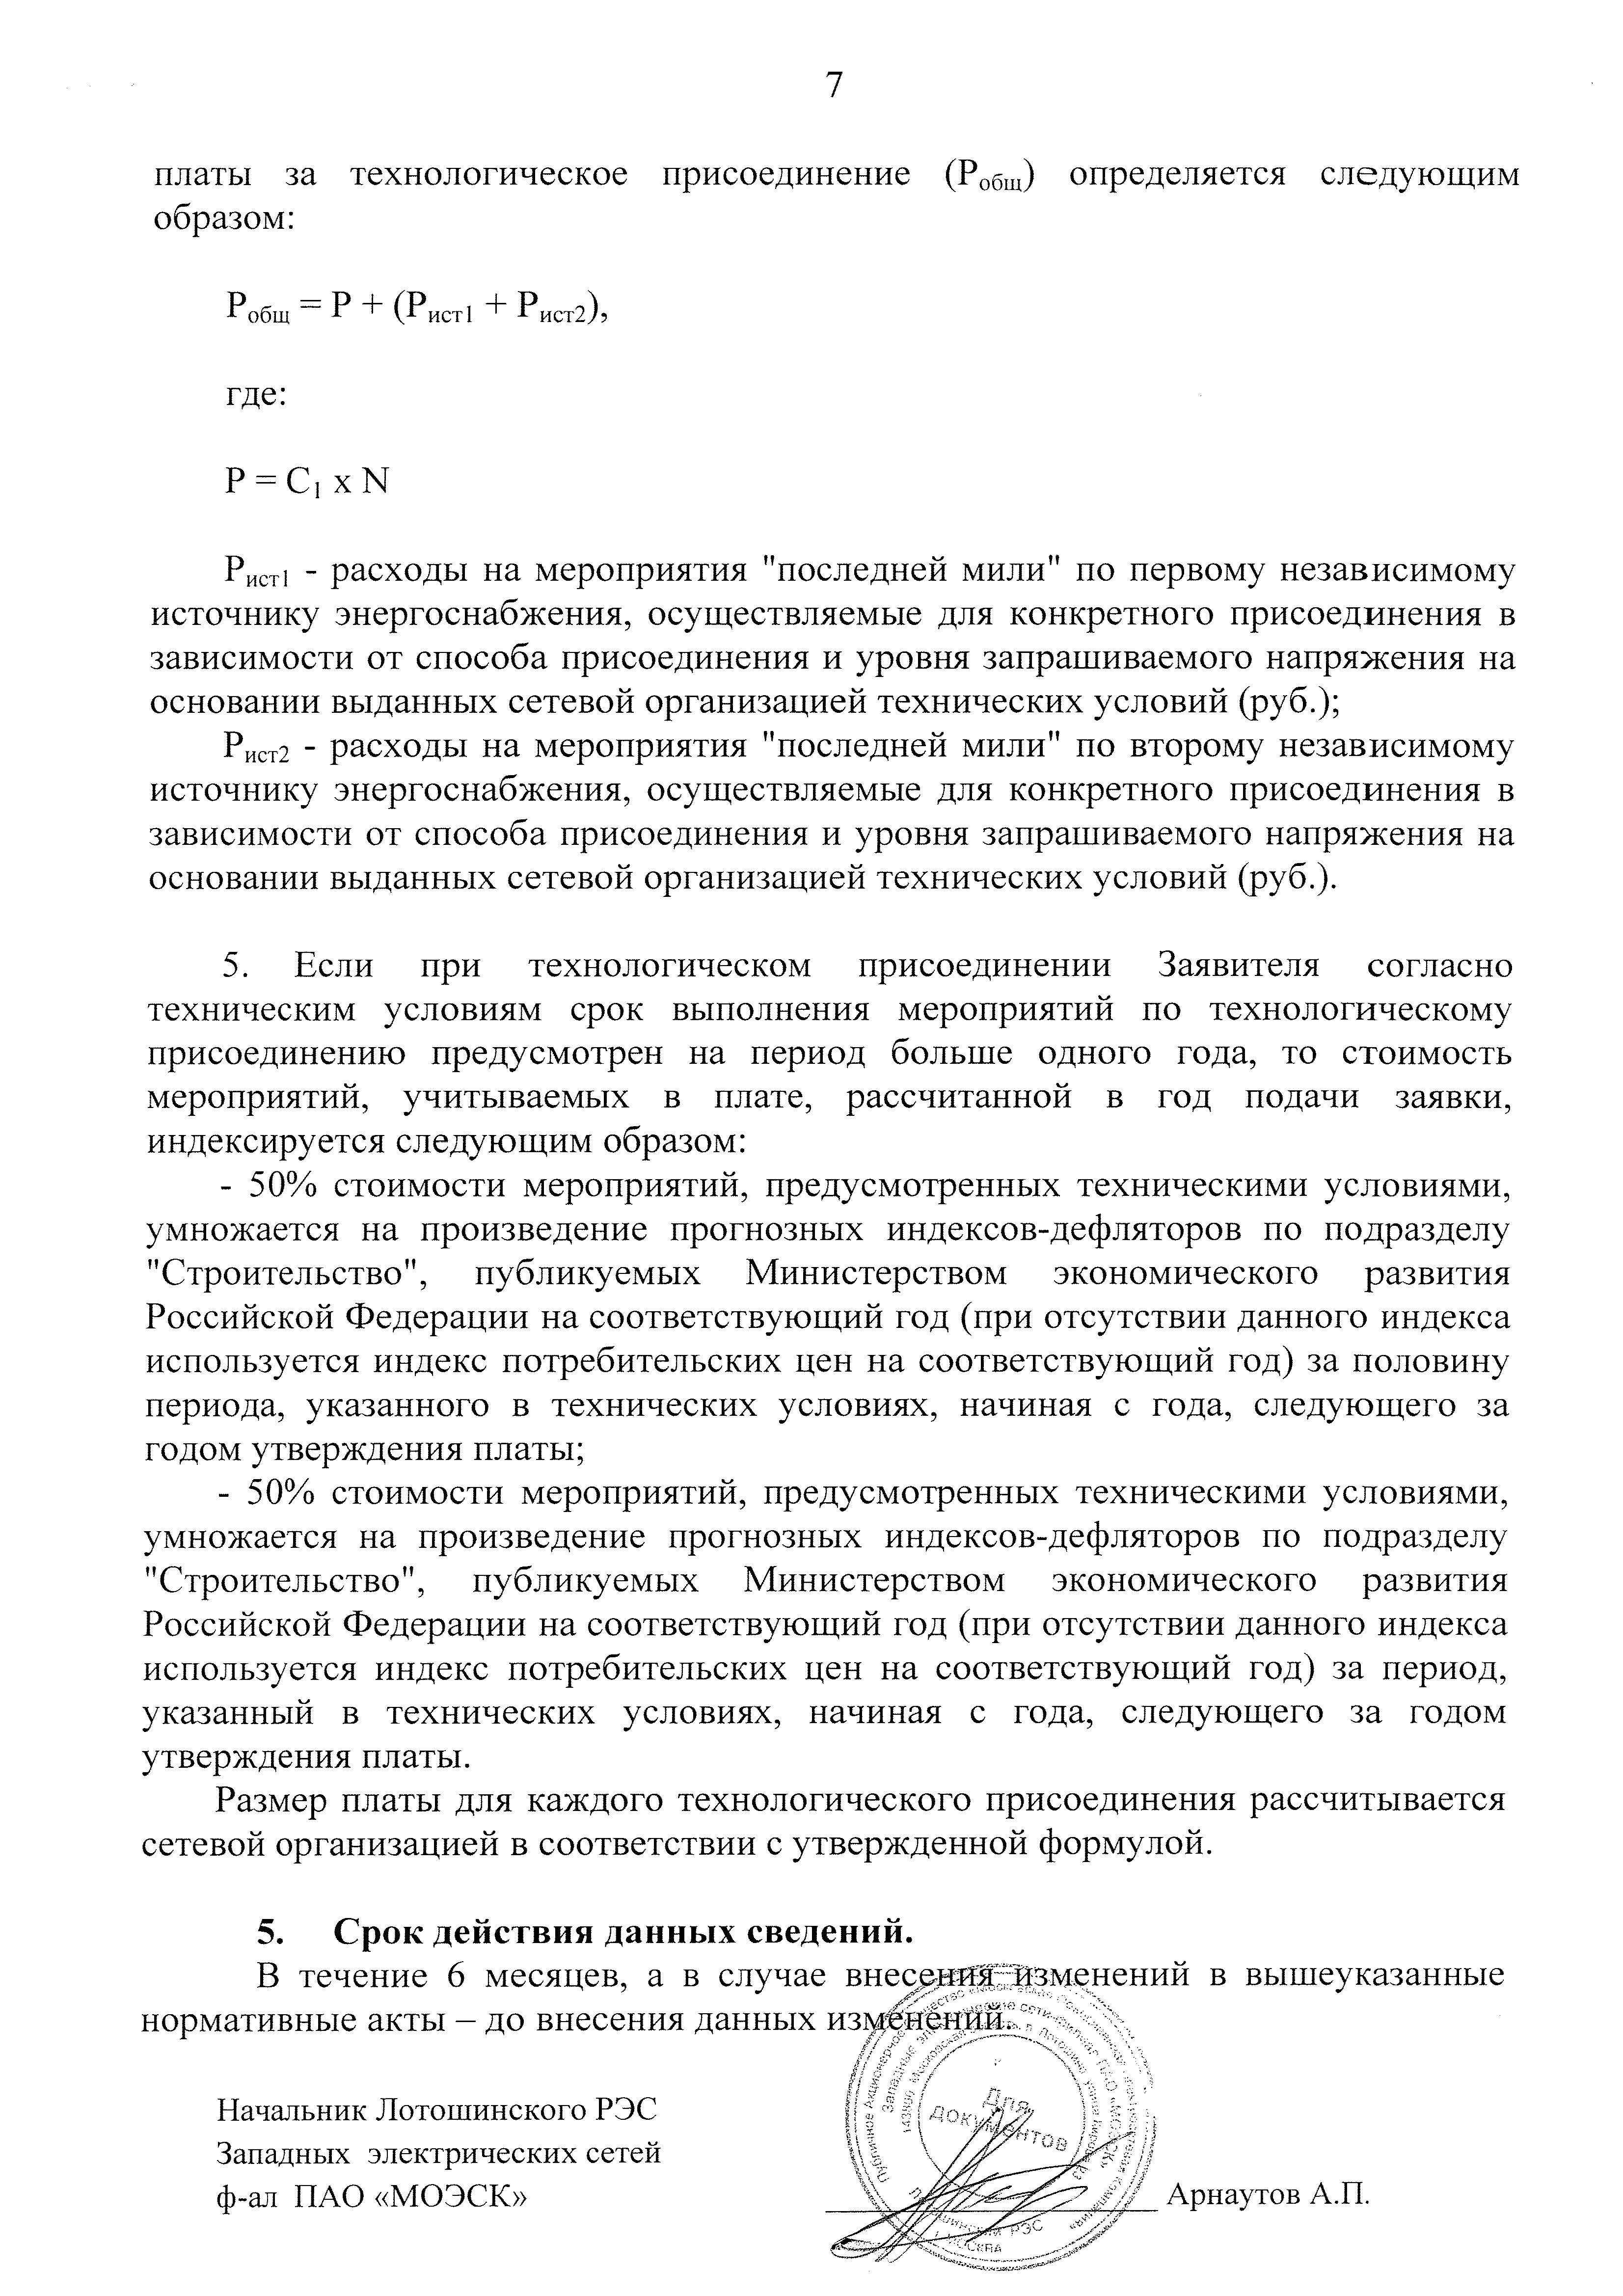 7
платы за технологическое присоединение (Pобщ) определяется следующим
образом:
Pобщ = P + (Pист1 + Pист2),
где:
P = C1 x N
Pист1 - расходы на мероприятия "последней мили" по первому независимому
источнику энергоснабжения, осуществляемые для конкретного присоединения в
зависимости от способа присоединения и уровня запрашиваемого напряжения на
основании выданных сетевой организацией технических условий (руб.);
Pист2 - расходы на мероприятия "последней мили" по второму независимому
источнику энергоснабжения, осуществляемые для конкретного присоединения в
зависимости от способа присоединения и уровня запрашиваемого напряжения на
основании выданных сетевой организацией технических условий (руб.).
5. Если при технологическом присоединении Заявителя согласно
техническим условиям срок выполнения мероприятий по технологическому
присоединению предусмотрен на период больше одного года, то стоимость
мероприятий, учитываемых в плате, рассчитанной в год подачи заявки,
индексируется следующим образом:
- 50% стоимости мероприятий, предусмотренных техническими условиями,
умножается на произведение прогнозных индексов-дефляторов по подразделу
"Строительство", публикуемых Министерством экономического развития
Российской Федерации на соответствующий год (при отсутствии данного индекса
используется индекс потребительских цен на соответствующий год) за половину
периода, указанного в технических условиях, начиная с года, следующего за
годом утверждения платы;
- 50% стоимости мероприятий, предусмотренных техническими условиями,
умножается на произведение прогнозных индексов-дефляторов по подразделу
"Строительство", публикуемых Министерством экономического развития
Российской Федерации на соответствующий год (при отсутствии данного индекса
используется индекс потребительских цен на соответствующий год) за период,
указанный в технических условиях, начиная с года, следующего за годом
утверждения платы.
Размер платы для каждого технологического присоединения рассчитывается
сетевой организацией в соответствии с утвержденной формулой.
5. Срок действия данных сведений.
В течение 6 месяцев, а в случае внесения изменений в вышеуказанные
нормативные акты – до внесения данных изменений.
Начальник Лотошинского РЭС
Западных электрических сетей
ф-ал ПАО «МОЭСК»
Арнаутов А.П.
Для
документов